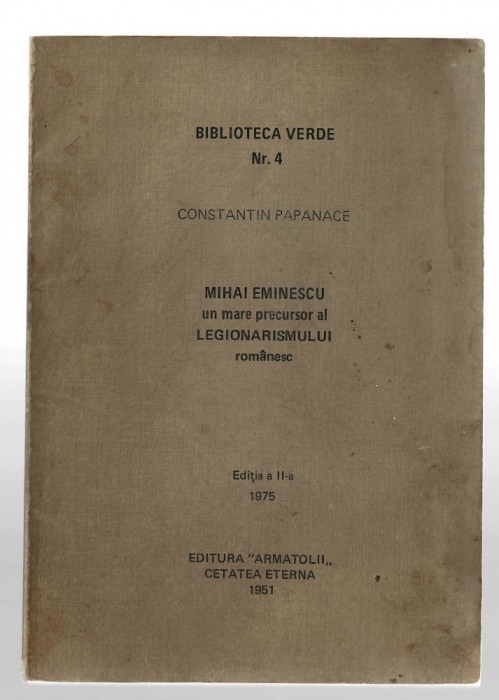 BIBLIOTECA VERDE
Nr. 4
CONSTANTIN PAPANACE
MIHAI EMINESCU
un mare precursor al
LEGIONARISMULUI
românesc
Ediţia a II-a
1975
EDITURA "ARMATOLII„
CETATEA ETERNA
1951